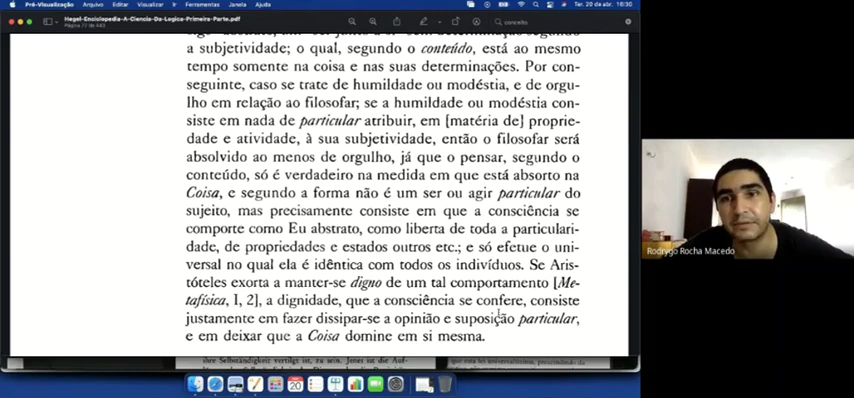 Pré-Visualização Arquivo Editar Visualizar Ir Ferramentas Janela Ajuda Ter. 20 de abr. 16:30
Hegel-Enciclopedia-A-Ciencia-Da-Logica-Primeira-Parte.pdf
conceito
a subjetividade; o qual, segundo o conteúdo, está ao mesmo
tempo somente na coisa e nas suas determinações. Por con-
seguinte, caso se trate de humildade ou modéstia, e de orgu-
lho em relação ao filosofar; se a humildade ou modéstia con-
siste em nada de particular atribuir, em [matéria de] proprie-
dade e atividade, à sua subjetividade, então o filosofar será
absolvido ao menos de orgulho, já que o pensar, segundo o
conteúdo, só é verdadeiro na medida em que está absorto na
Coisa, e segundo a forma não é um ser ou agir particular do
sujeito, mas precisamente consiste em que a consciência se
comporte como Eu abstrato, como liberta de toda a particulari-
dade, de propriedades e estados outros etc.; e só efetue o uni-
versal no qual ela é idêntica com todos os indivíduos. Se Aris-
tóteles exorta a manter-se digno de um tal comportamento [Me-
tafísica, I, 2], a dignidade, que a consciência se confere, consiste
justamente em fazer dissipar-se a opinião e suposição particular,
e em deixar que a Coisa domine em si mesma.
Rodrygo Rocha Macedo